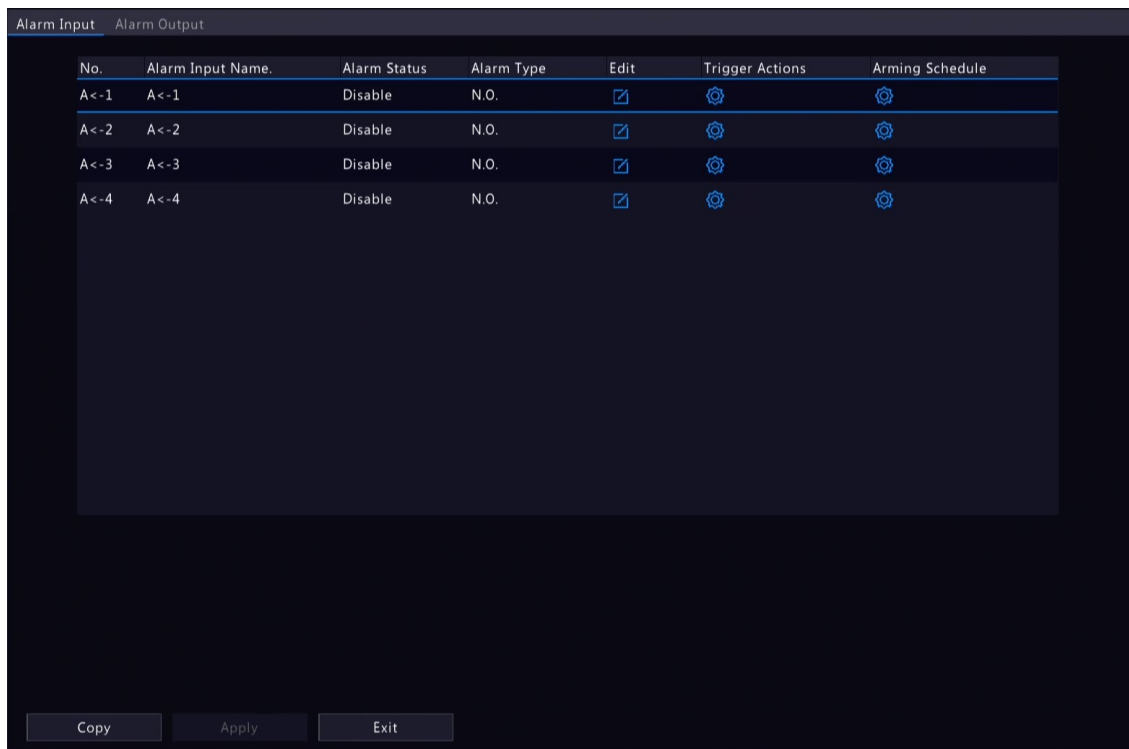 Alarm Input Alarm Output
No. Alarm Input Name. Alarm Status Alarm Type Edit Trigger Actions Arming Schedule
A<-1 A<-1 Disable N.O.
A<-2 A<-2 Disable N.O.
A<-3 A<-3 Disable N.O.
A<-4 A<-4 Disable N.O.
Copy Apply Exit